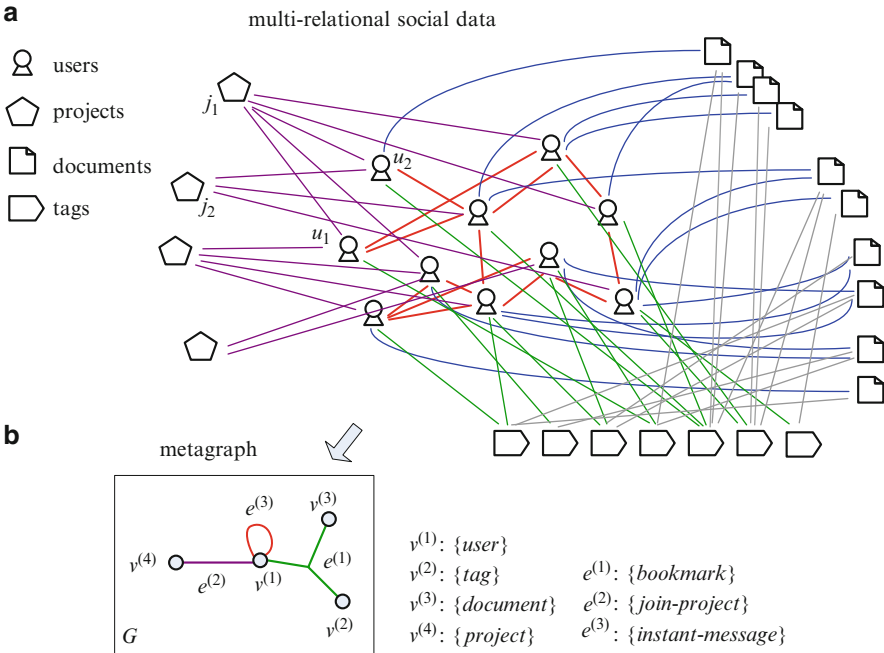 a
multi-relational social data
users
projects
documents
tags
j₁
j₂
u₂
u₁
b
metagraph
e⁽³⁾
v⁽³⁾
v⁽⁴⁾
e⁽²⁾
v⁽¹⁾
e⁽¹⁾
v⁽²⁾
G
v⁽¹⁾: {user}
v⁽²⁾: {tag}
e⁽¹⁾: {bookmark}
v⁽³⁾: {document}
e⁽²⁾: {join-project}
v⁽⁴⁾: {project}
e⁽³⁾: {instant-message}